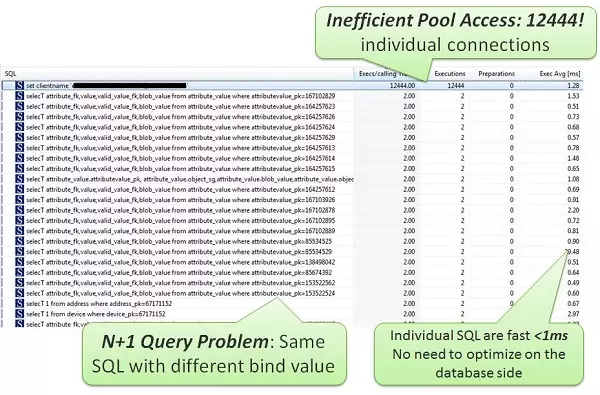 Inefficient Pool Access: 12444!
individual connections
SQL Execs/calling Executions Preparations Exec Avg [ms]
set clientname 12444.00 12444 0 1.28
selecT attribute_fk,value,valid_value_fk,blob_value from attribute_value where attributevalue_pk=167102829 2.00 2 0 1.53
selecT attribute_fk,value,valid_value_fk,blob_value from attribute_value where attributevalue_pk=164257623 2.00 2 0 0.51
selecT attribute_fk,value,valid_value_fk,blob_value from attribute_value where attributevalue_pk=164257626 2.00 2 0 0.73
selecT attribute_fk,value,valid_value_fk,blob_value from attribute_value where attributevalue_pk=164257624 2.00 2 0 0.68
selecT attribute_fk,value,valid_value_fk,blob_value from attribute_value where attributevalue_pk=164257629 2.00 2 0 0.57
selecT attribute_fk,value,valid_value_fk,blob_value from attribute_value where attributevalue_pk=164257613 2.00 2 0 0.78
selecT attribute_fk,value,valid_value_fk,blob_value from attribute_value where attributevalue_pk=164257614 2.00 2 0 1.48
selecT attribute_fk,value,valid_value_fk,blob_value from attribute_value where attributevalue_pk=164257615 2.00 2 0 0.65
selecT attribute_value.attributevalue_pk, attribute_value.object_sg,attribute_value.blob_value,attribute_value.objec 2.00 2 0 1.08
selecT attribute_fk,value,valid_value_fk,blob_value from attribute_value where attributevalue_pk=164257612 2.00 2 0 0.69
selecT attribute_fk,value,valid_value_fk,blob_value from attribute_value where attributevalue_pk=167103926 2.00 2 0 0.91
selecT attribute_fk,value,valid_value_fk,blob_value from attribute_value where attributevalue_pk=167102878 2.00 2 0 2.20
selecT attribute_fk,value,valid_value_fk,blob_value from attribute_value where attributevalue_pk=167102895 2.00 2 0 0.72
selecT attribute_fk,value,valid_value_fk,blob_value from attribute_value where attributevalue_pk=167102889 2.00 2 0 0.81
selecT attribute_fk,value,valid_value_fk,blob_value from attribute_value where attributevalue_pk=85534525 2.00 2 0 0.90
selecT attribute_fk,value,valid_value_fk,blob_value from attribute_value where attributevalue_pk=85534529 2.00 2 0 9.48
selecT attribute_fk,value,valid_value_fk,blob_value from attribute_value where attributevalue_pk=138498042 2.00 2 0 0.51
selecT attribute_fk,value,valid_value_fk,blob_value from attribute_value where attributevalue_pk=85674392 2.00 2 0 0.64
selecT attribute_fk,value,valid_value_fk,blob_value from attribute_value where attributevalue_pk=153522562 2.00 2 0 0.49
selecT attribute_fk,value,valid_value_fk,blob_value from attribute_value where attributevalue_pk=153522524 2.00 2 0 0.60
selecT 1 from address where address_pk=67171152 2.00 2 0 0.67
selecT 1 from device where device_pk=67171152 2.00 2 0 2.97
N+1 Query Problem: Same
SQL with different bind value
Individual SQL are fast <1ms
No need to optimize on the
database side